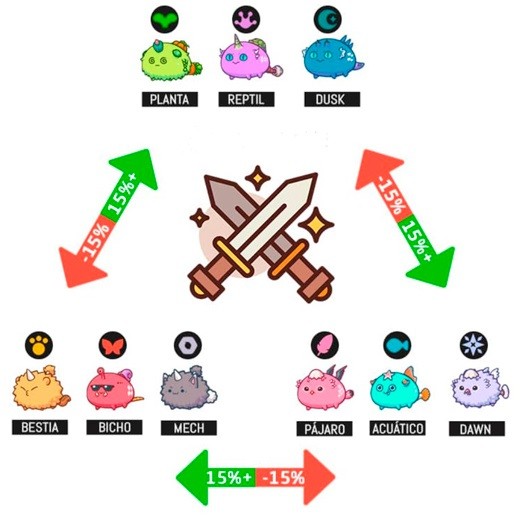 PLANTA
REPTIL
DUSK
-15% 15%+
-15% 15%+
BESTIA
BICHO
MECH
PÁJARO
ACUÁTICO
DAWN
15%+ -15%